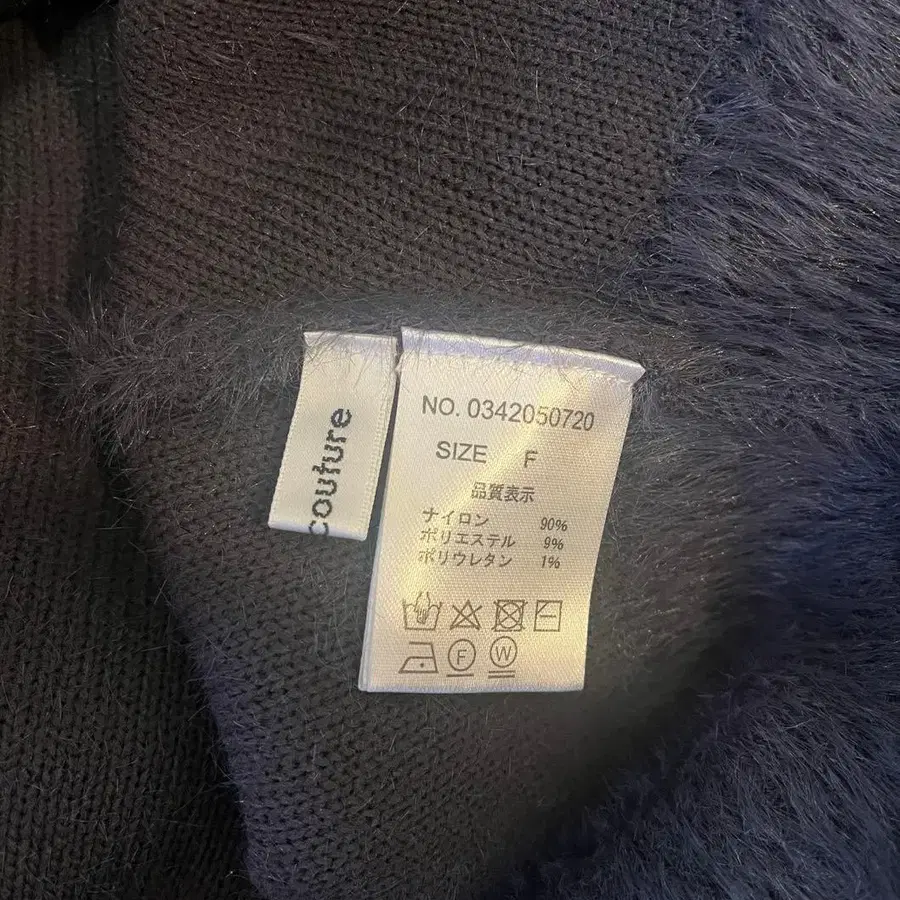 couture
NO. 0342050720
SIZE F
品質表示
ナイロン 90%
ポリエステル 9%
ポリウレタン 1%
F W